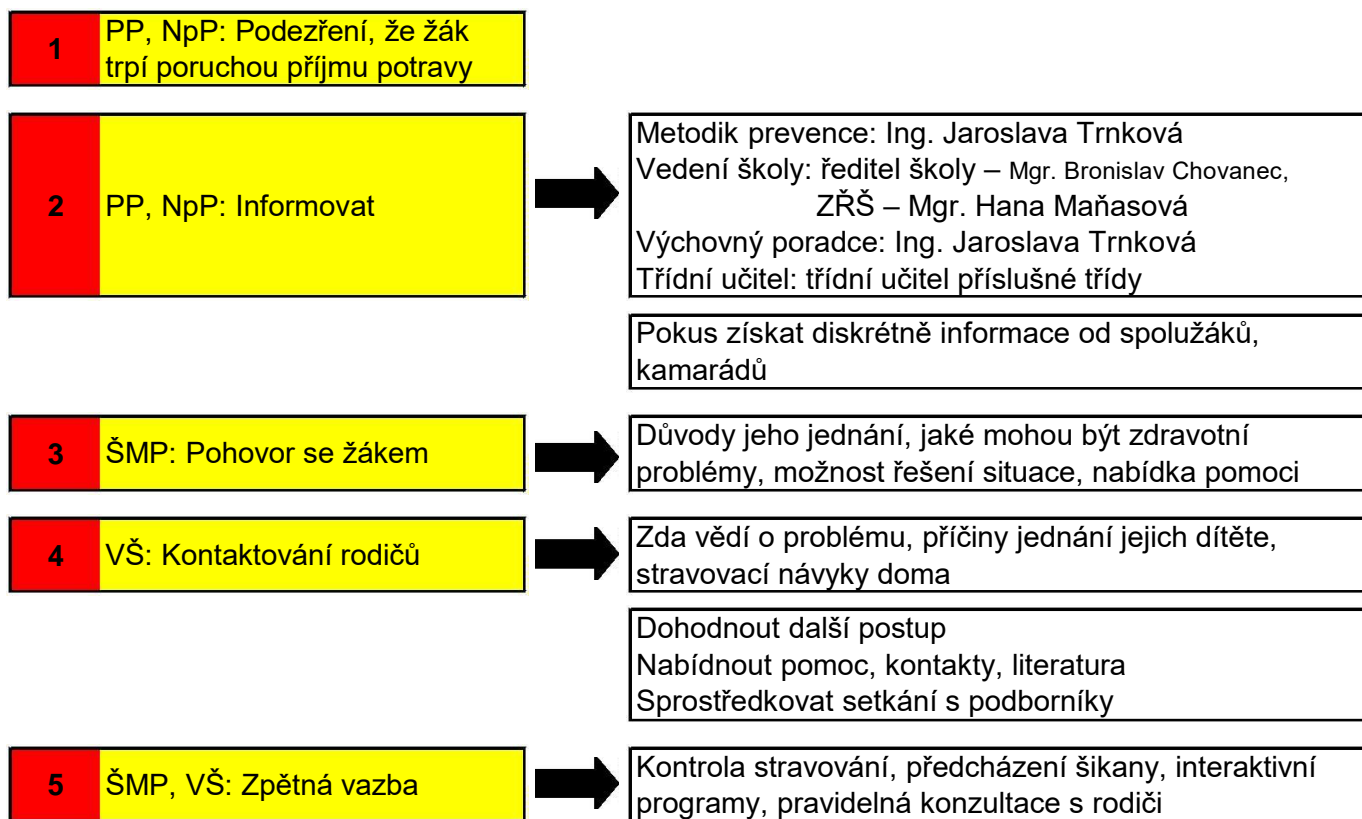 1
PP, NpP: Podezření, že žák
trpí poruchou příjmu potravy
2
PP, NpP: Informovat
Metodik prevence: Ing. Jaroslava Trnková
Vedení školy: ředitel školy – Mgr. Bronislav Chovanec,
ZŘŠ – Mgr. Hana Maňasová
Výchovný poradce: Ing. Jaroslava Trnková
Třídní učitel: třídní učitel příslušné třídy
Pokus získat diskrétně informace od spolužáků,
kamarádů
3
ŠMP: Pohovor se žákem
Důvody jeho jednání, jaké mohou být zdravotní
problémy, možnost řešení situace, nabídka pomoci
4
VŠ: Kontaktování rodičů
Zda vědí o problému, příčiny jednání jejich dítěte,
stravovací návyky doma
Dohodnout další postup
Nabídnout pomoc, kontakty, literatura
Sprostředkovat setkání s podborníky
5
ŠMP, VŠ: Zpětná vazba
Kontrola stravování, předcházení šikany, interaktivní
programy, pravidelná konzultace s rodiči